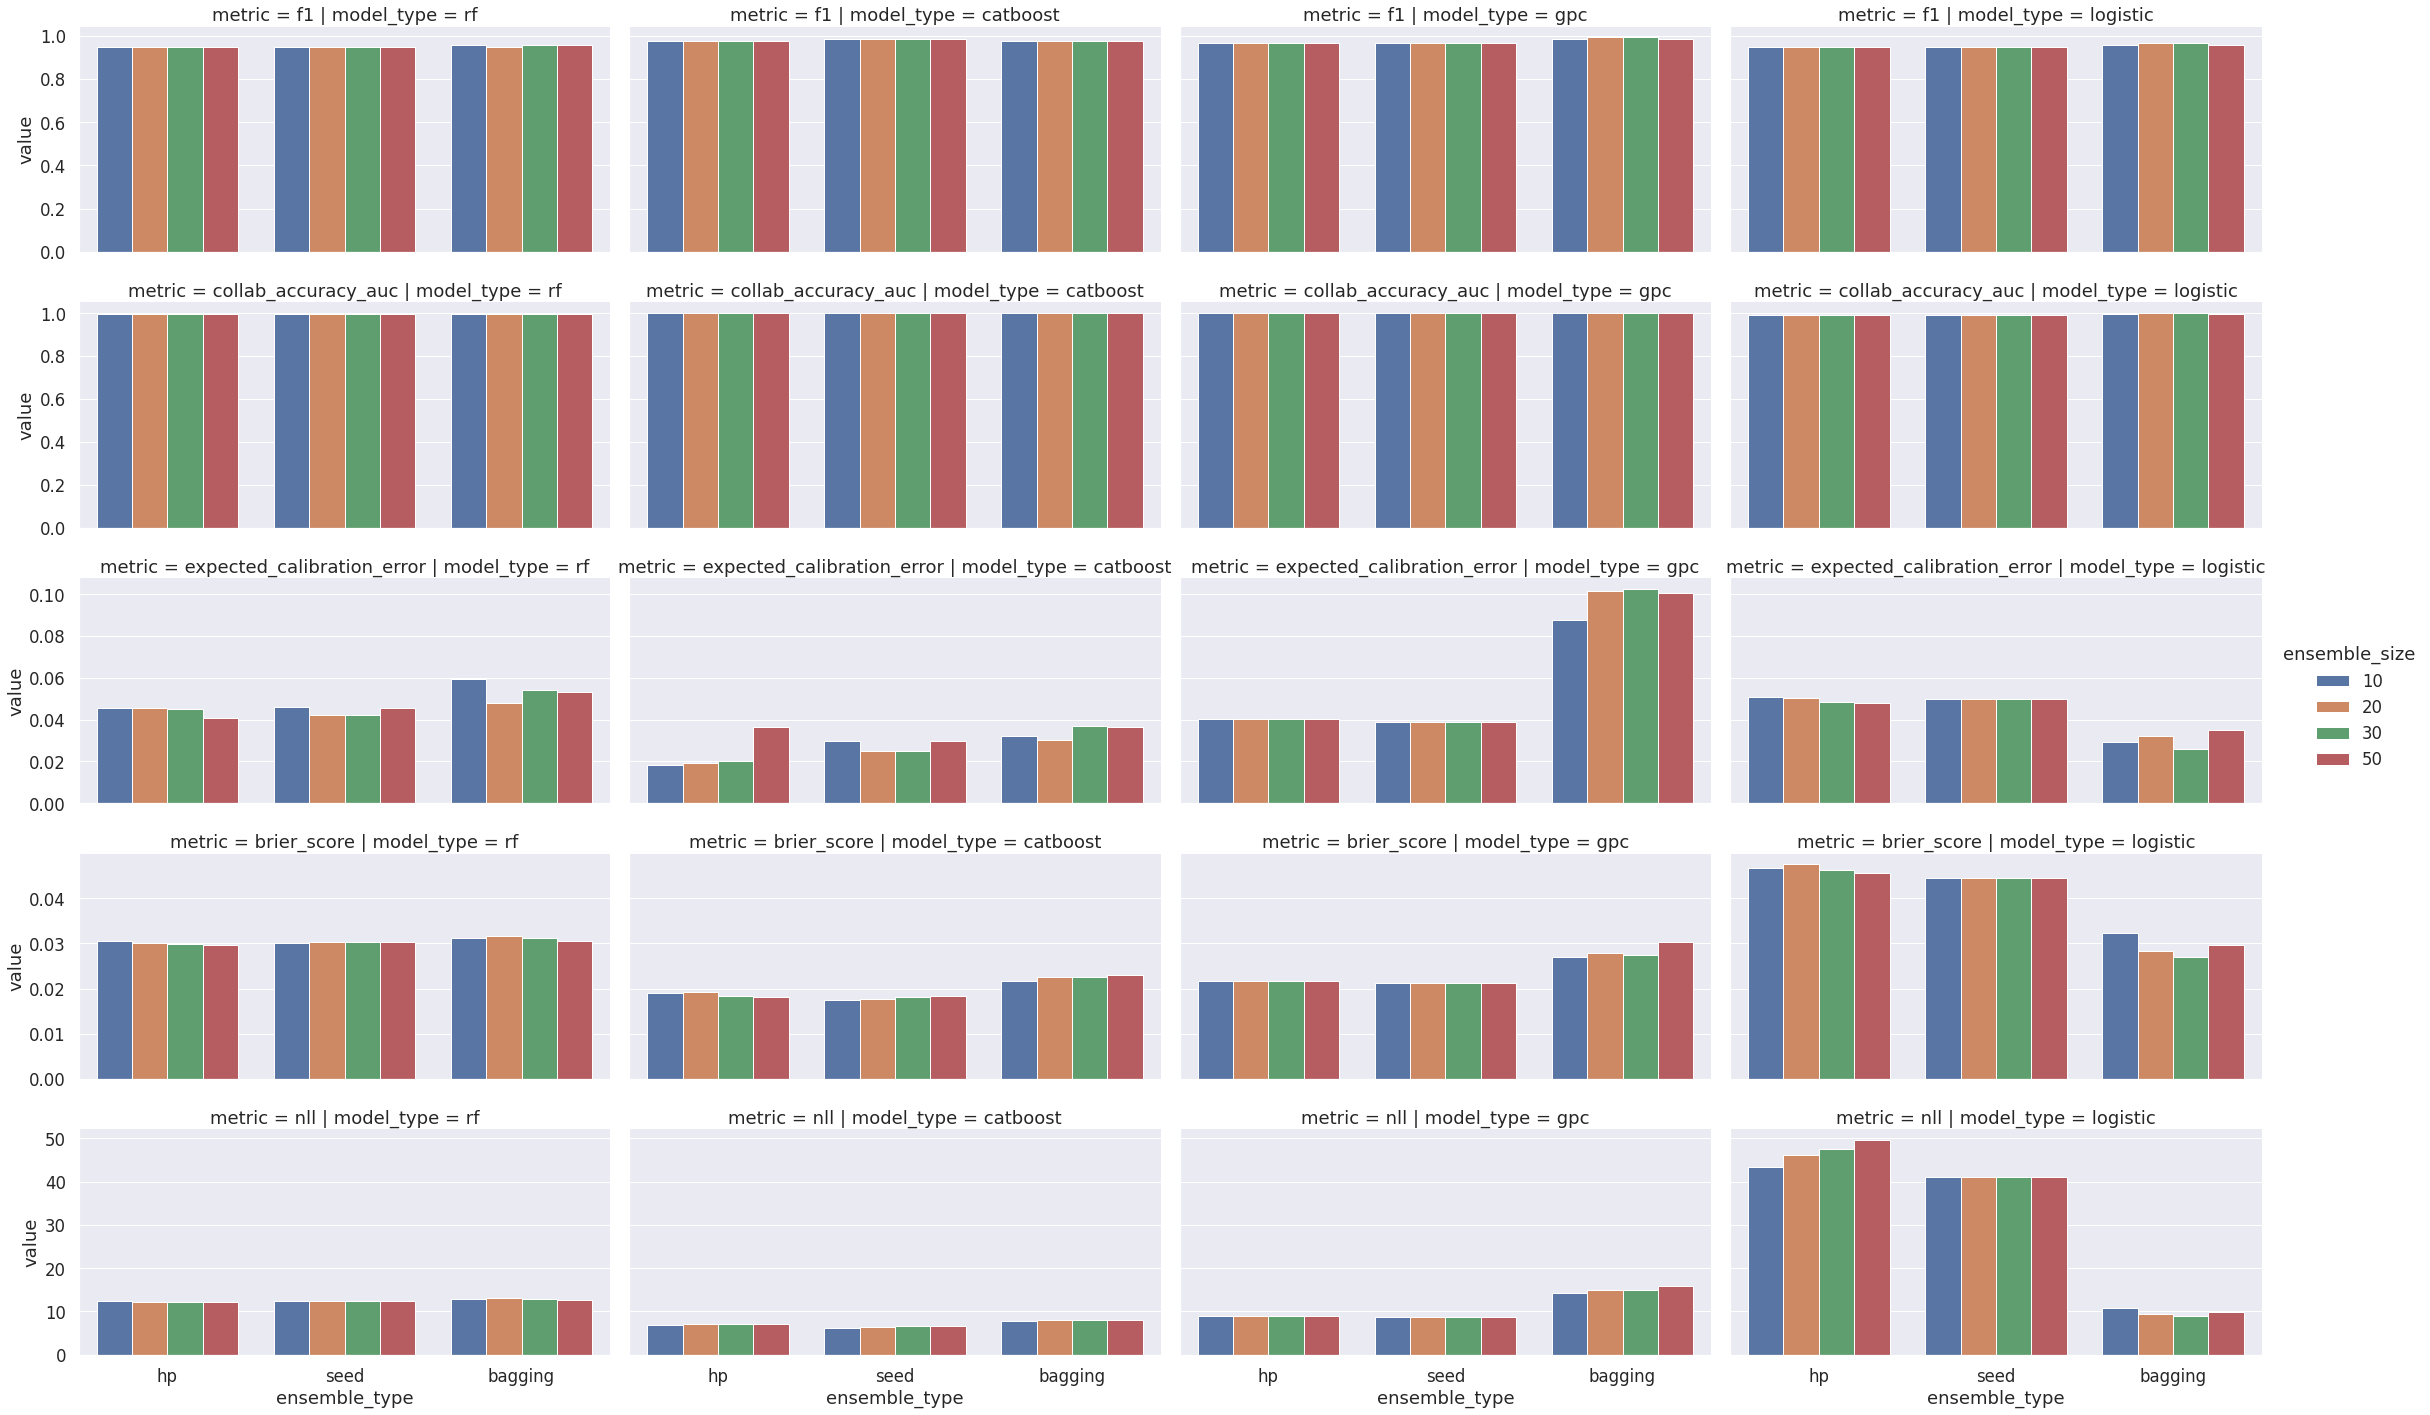 metric = f1 | model_type = rf
metric = f1 | model_type = catboost
metric = f1 | model_type = gpc
metric = f1 | model_type = logistic
1.0
0.8
0.6
0.4
0.2
0.0
value
metric = collab_accuracy_auc | model_type = rf
metric = collab_accuracy_auc | model_type = catboost
metric = collab_accuracy_auc | model_type = gpc
metric = collab_accuracy_auc | model_type = logistic
1.0
0.8
0.6
0.4
0.2
0.0
value
metric = expected_calibration_error | model_type = rf
metric = expected_calibration_error | model_type = catboost
metric = expected_calibration_error | model_type = gpc
metric = expected_calibration_error | model_type = logistic
0.10
0.08
0.06
0.04
0.02
0.00
value
ensemble_size
10
20
30
50
metric = brier_score | model_type = rf
metric = brier_score | model_type = catboost
metric = brier_score | model_type = gpc
metric = brier_score | model_type = logistic
0.04
0.03
0.02
0.01
0.00
value
metric = nll | model_type = rf
metric = nll | model_type = catboost
metric = nll | model_type = gpc
metric = nll | model_type = logistic
50
40
30
20
10
0
value
hp seed bagging
ensemble_type
hp seed bagging
ensemble_type
hp seed bagging
ensemble_type
hp seed bagging
ensemble_type